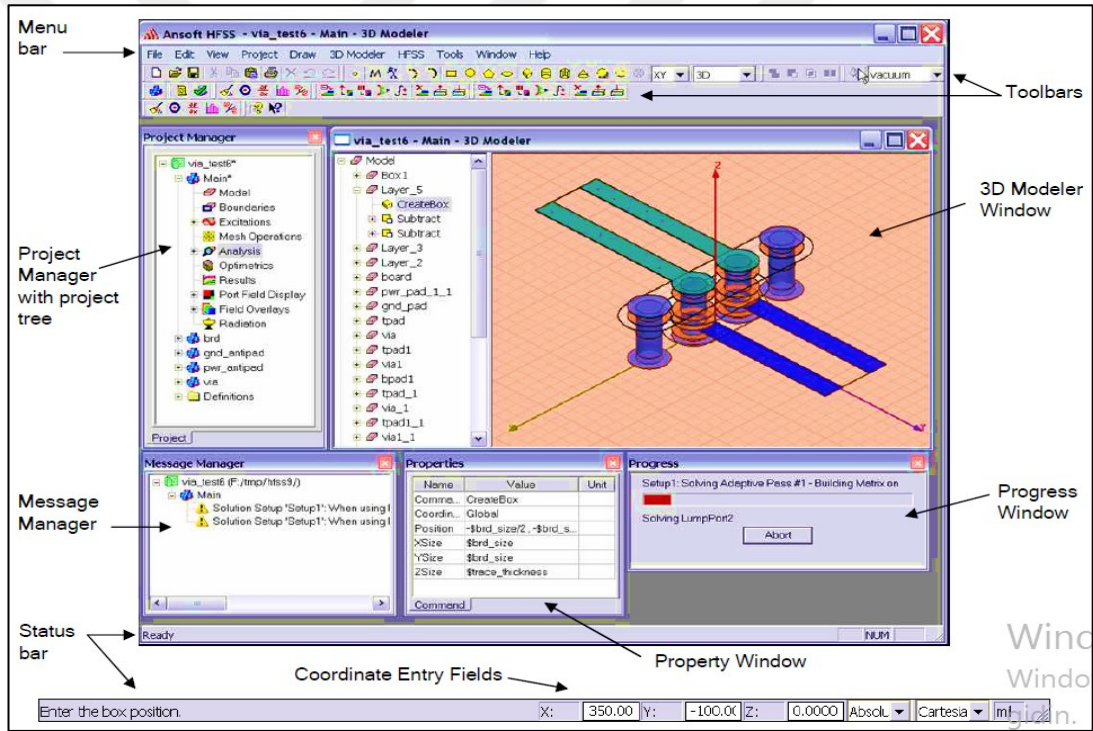 Menu bar
Ansoft HFSS - via_test6 - Main - 3D Modeler
File Edit View Project Draw 3D Modeler HFSS Tools Window Help
XY 3D vacuum
Toolbars
Project Manager
via_test6*
Main*
Model
Boundaries
Excitations
Mesh Operations
Analysis
Optimetrics
Results
Port Field Display
Field Overlays
Radiation
brd
gnd_antipad
pwr_antipad
via
Definitions
Project
Project Manager with project tree
via_test6 - Main - 3D Modeler
Model
Box1
Layer_5
CreateBox
Subtract
Subtract
Layer_3
Layer_2
board
pwr_pad_1_1
gnd_pad
tpad
via
tpad1
via1
bpad1
tpad_1
via_1
tpad1_1
via1_1
Z
Y
3D Modeler Window
Message Manager
via_test6 (F:/tmp/hfss9/)
Main
Solution Setup 'Setup1': When using l
Solution Setup 'Setup1': When using l
Message Manager
Properties
Name Value Unit
Comma... CreateBox
Coordin... Global
Position -$brd_size/2 , -$brd_s...
XSize $brd_size
YSize $brd_size
ZSize $trace_thickness
Command
Progress
Setup1: Solving Adaptive Pass #1 - Building Matrix on
Solving LumpPort2
Abort
Progress Window
Ready NUM
Status bar
Property Window
Coordinate Entry Fields
Enter the box position. X: 350.00 Y: -100.0( Z: 0.0000 Absolu Cartesia
Winc
Windo
gidin.